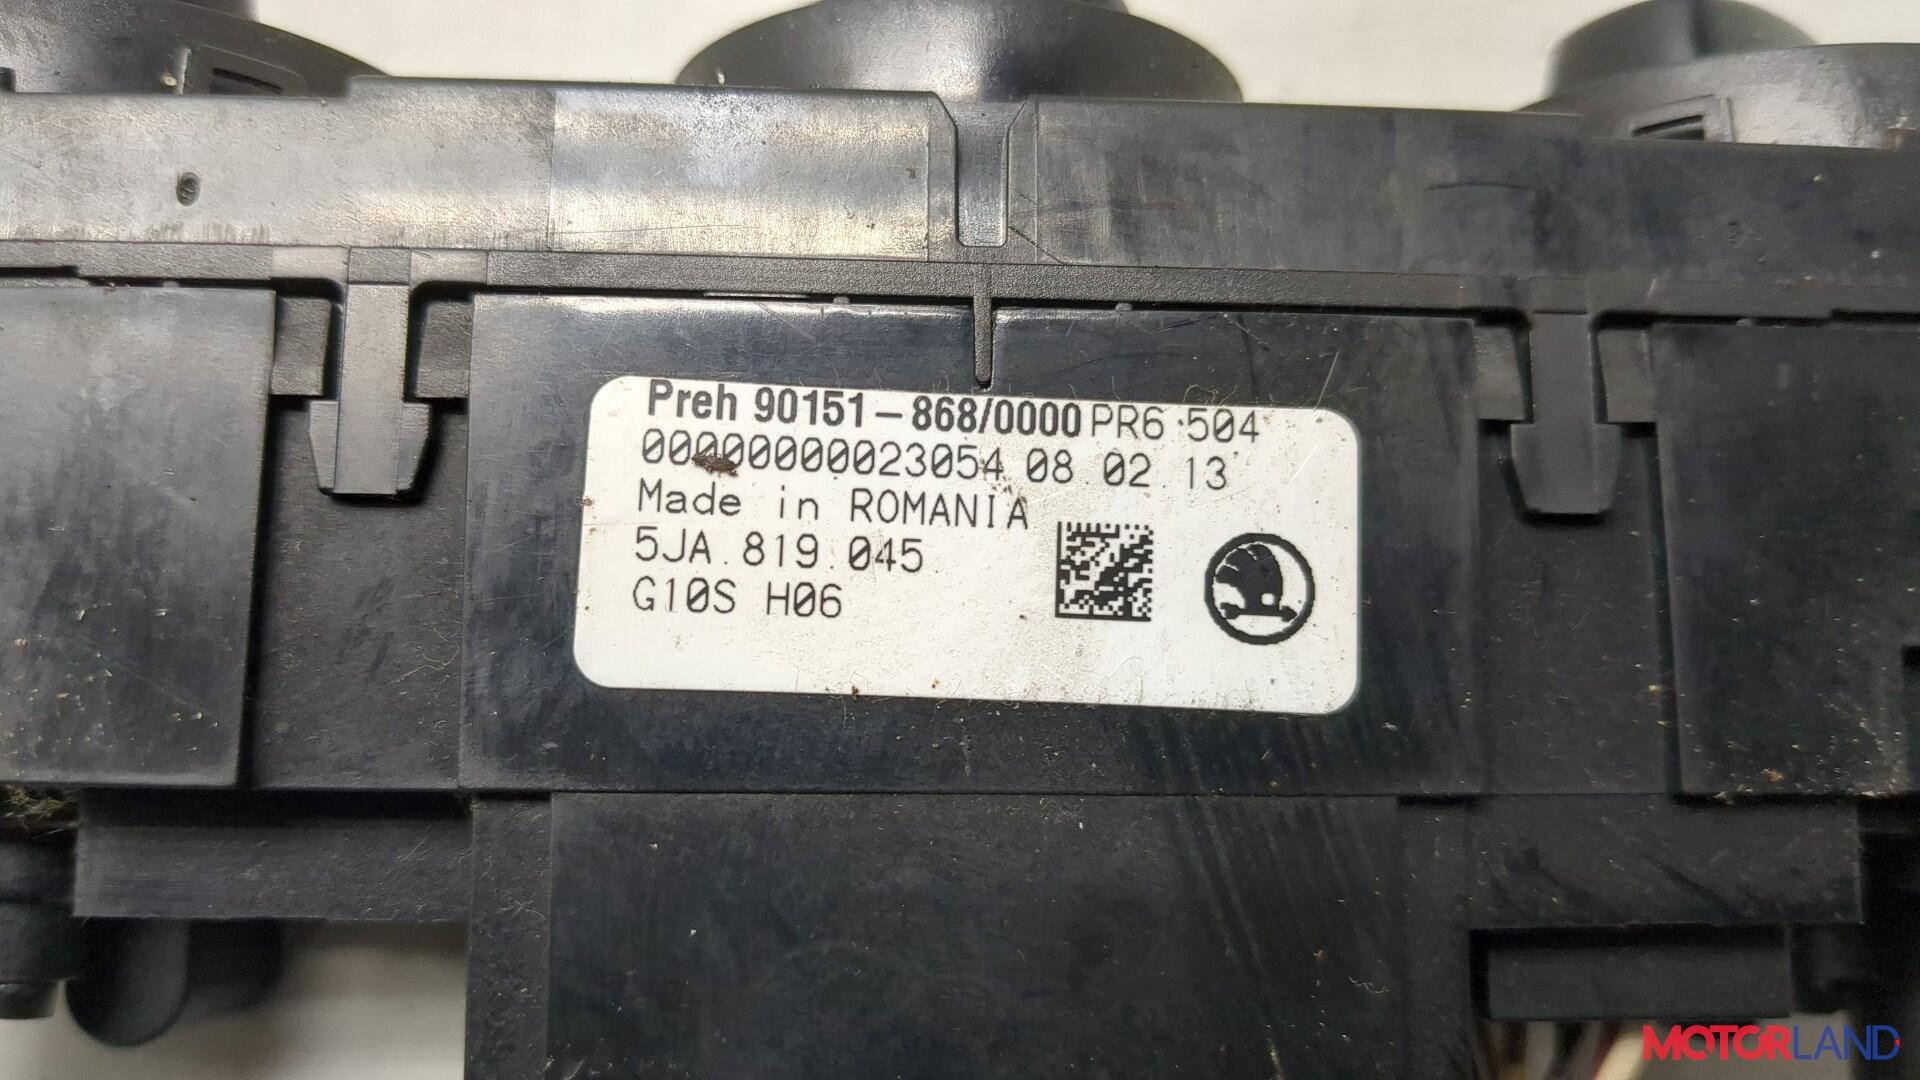 Preh 90151-868/0000 PR6 504
00000000023054 08.02.13
Made in ROMANIA
5JA.819.045
G10S H06
MOTORLAND